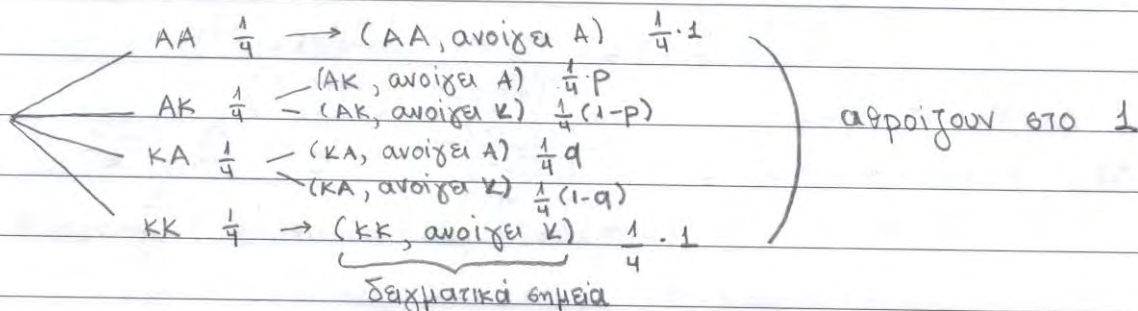 AA 1/4 → (AA, ανοίγει A) 1/4 · 1
(AK, ανοίγει A) 1/4 · p
AK 1/4 (AK, ανοίγει K) 1/4 (1-p) αθροίζουν στο 1
KA 1/4 (KA, ανοίγει A) 1/4 q
(KA, ανοίγει K) 1/4 (1-q)
KK 1/4 → (KK, ανοίγει K) 1/4 · 1
δειγματικά σημεία